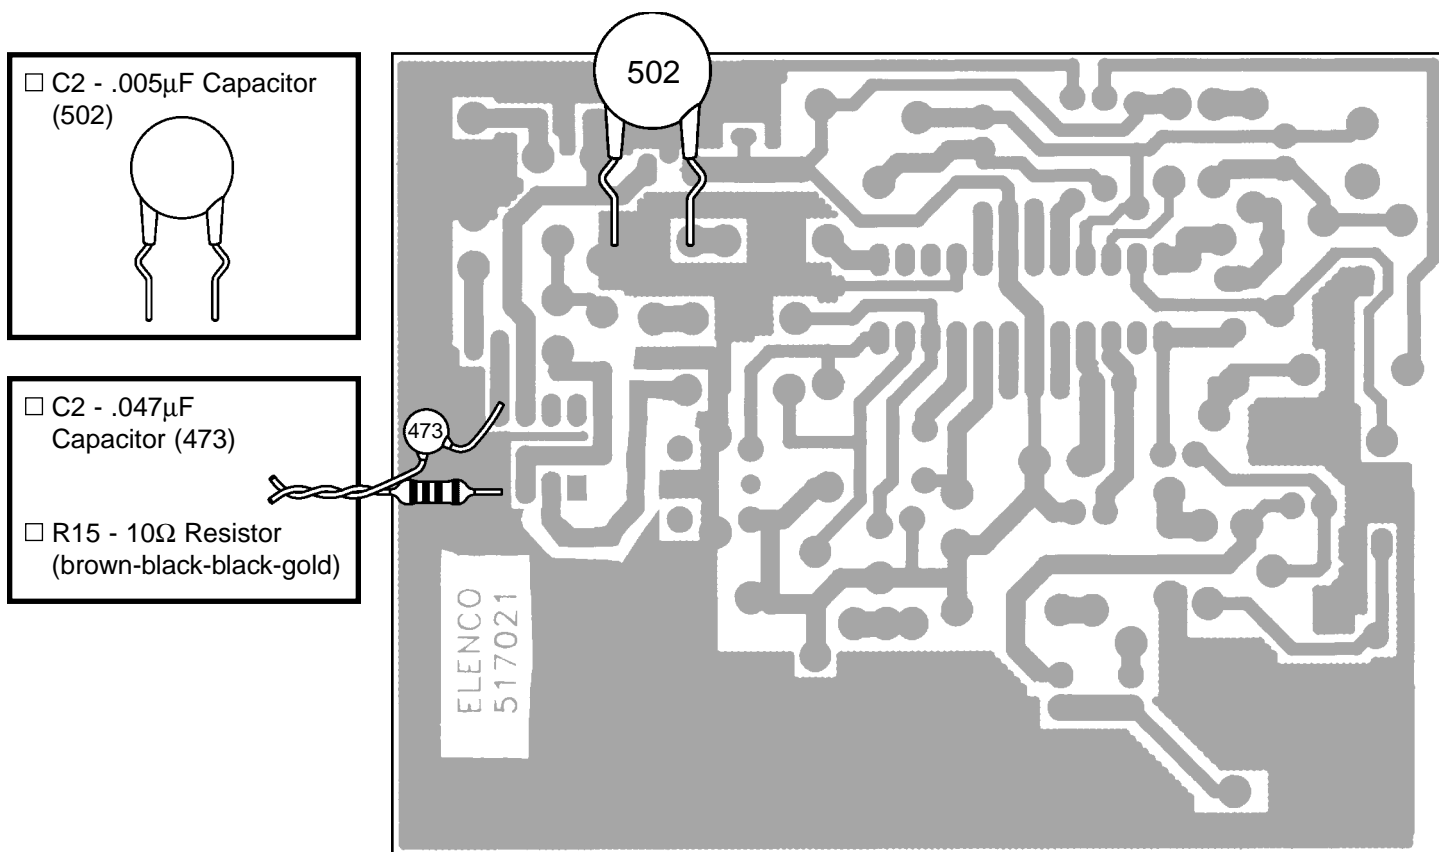 ☐ C2 - .005μF Capacitor
(502)
☐ C2 - .047μF
Capacitor (473)
☐ R15 - 10Ω Resistor
(brown-black-black-gold)
502
473
ELENCO
517021